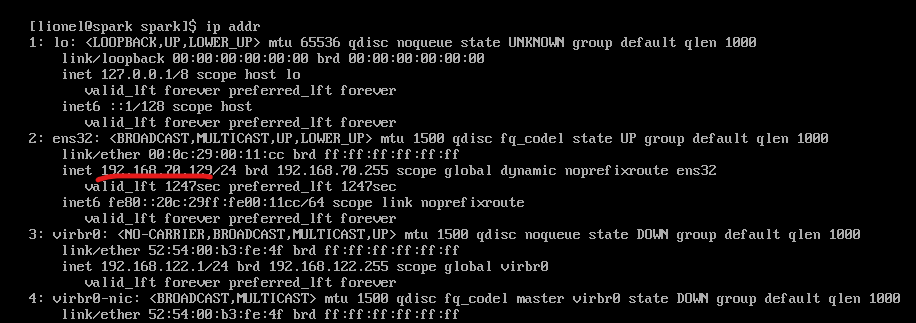 [lionel@spark spark]$ ip addr
1: lo: <LOOPBACK,UP,LOWER_UP> mtu 65536 qdisc noqueue state UNKNOWN group default qlen 1000
link/loopback 00:00:00:00:00:00 brd 00:00:00:00:00:00
inet 127.0.0.1/8 scope host lo
valid_lft forever preferred_lft forever
inet6 ::1/128 scope host
valid_lft forever preferred_lft forever
2: ens32: <BROADCAST,MULTICAST,UP,LOWER_UP> mtu 1500 qdisc fq_codel state UP group default qlen 1000
link/ether 00:0c:29:00:11:cc brd ff:ff:ff:ff:ff:ff
inet 192.168.70.129/24 brd 192.168.70.255 scope global dynamic noprefixroute ens32
valid_lft 1247sec preferred_lft 1247sec
inet6 fe80::20c:29ff:fe00:11cc/64 scope link noprefixroute
valid_lft forever preferred_lft forever
3: virbr0: <NO-CARRIER,BROADCAST,MULTICAST,UP> mtu 1500 qdisc noqueue state DOWN group default qlen 1000
link/ether 52:54:00:b3:fe:4f brd ff:ff:ff:ff:ff:ff
inet 192.168.122.1/24 brd 192.168.122.255 scope global virbr0
valid_lft forever preferred_lft forever
4: virbr0-nic: <BROADCAST,MULTICAST> mtu 1500 qdisc fq_codel master virbr0 state DOWN group default qlen 1000
link/ether 52:54:00:b3:fe:4f brd ff:ff:ff:ff:ff:ff